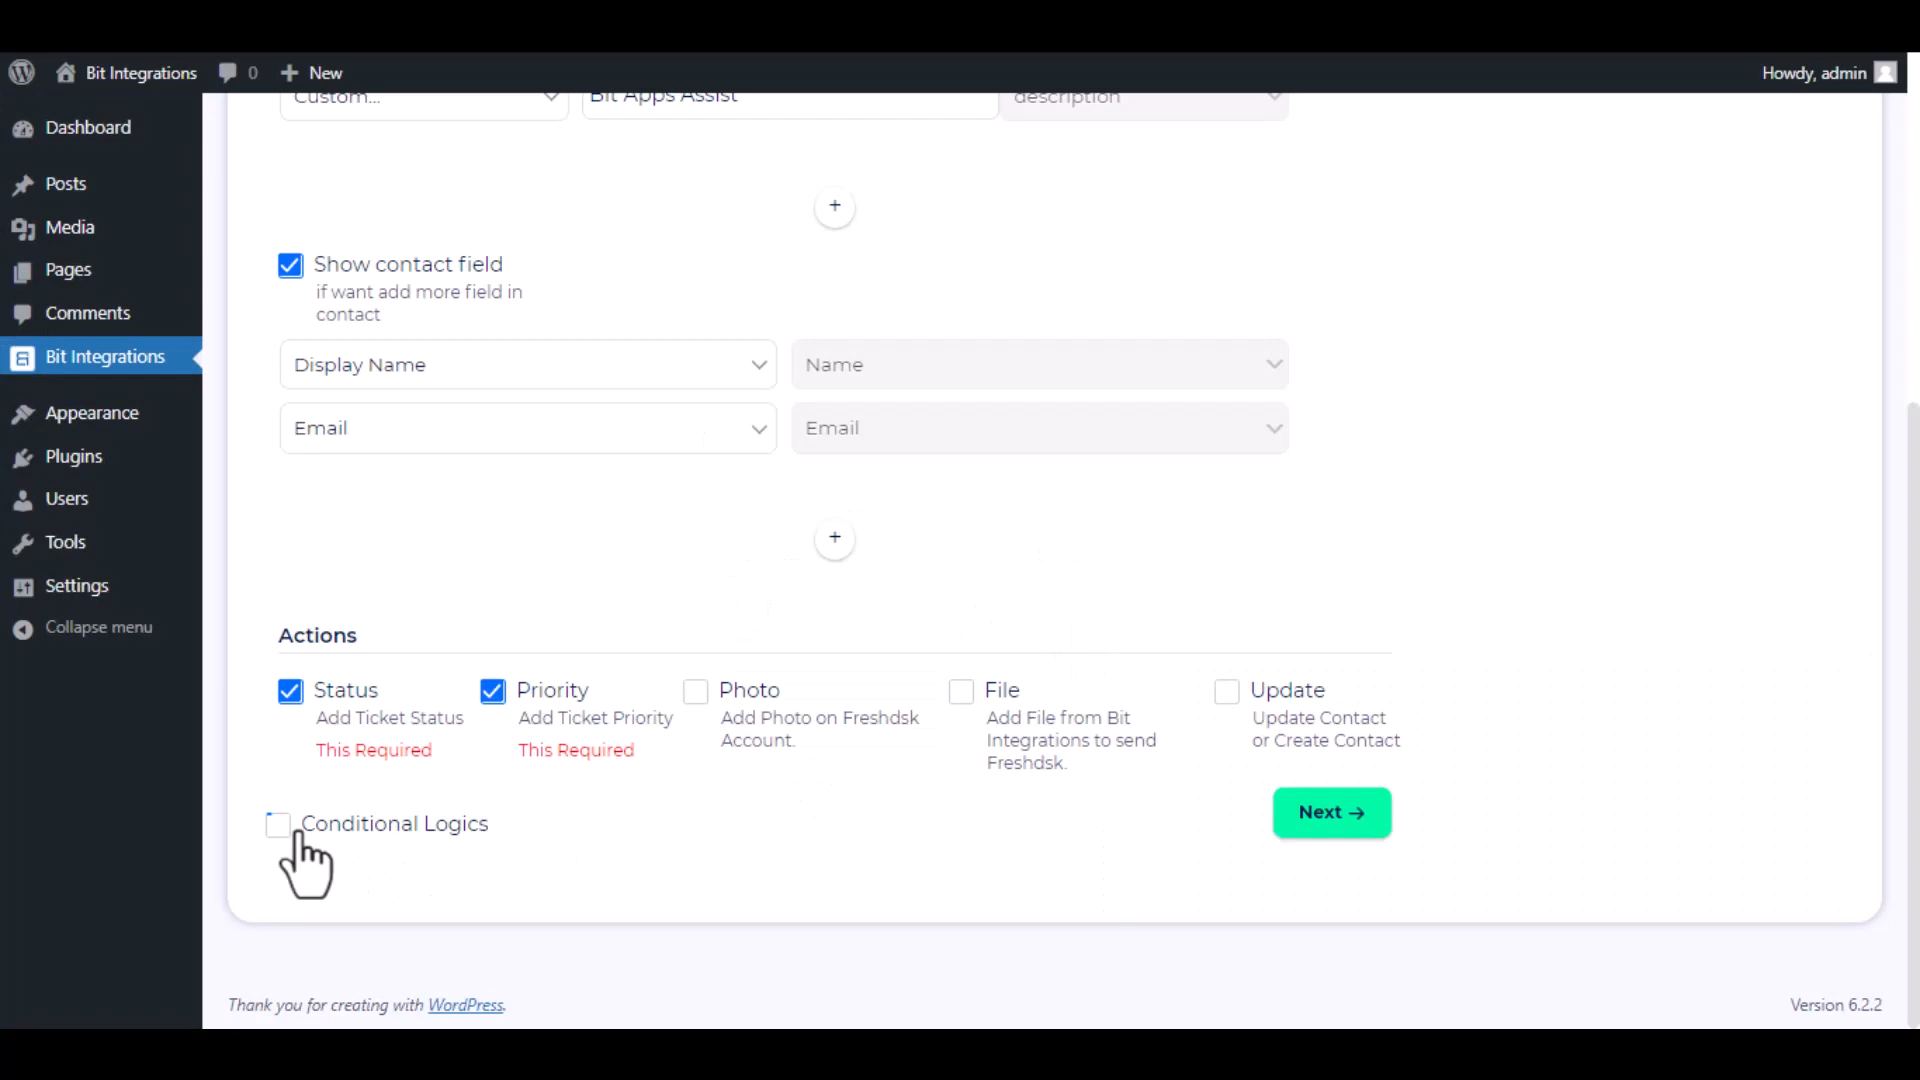 Bit Integrations 0 New Howdy, admin
Dashboard
Posts
Media
Pages
Comments
Bit Integrations
Appearance
Plugins
Users
Tools
Settings
Collapse menu
Custom... Bit Apps Assist description
+
Show contact field
if want add more field in
contact
Display Name Name
Email Email
+
Actions
Status
Add Ticket Status
This Required
Priority
Add Ticket Priority
This Required
Photo
Add Photo on Freshdsk
Account.
File
Add File from Bit
Integrations to send
Freshdsk.
Update
Update Contact
or Create Contact
Conditional Logics
Next →
Thank you for creating with WordPress.
Version 6.2.2